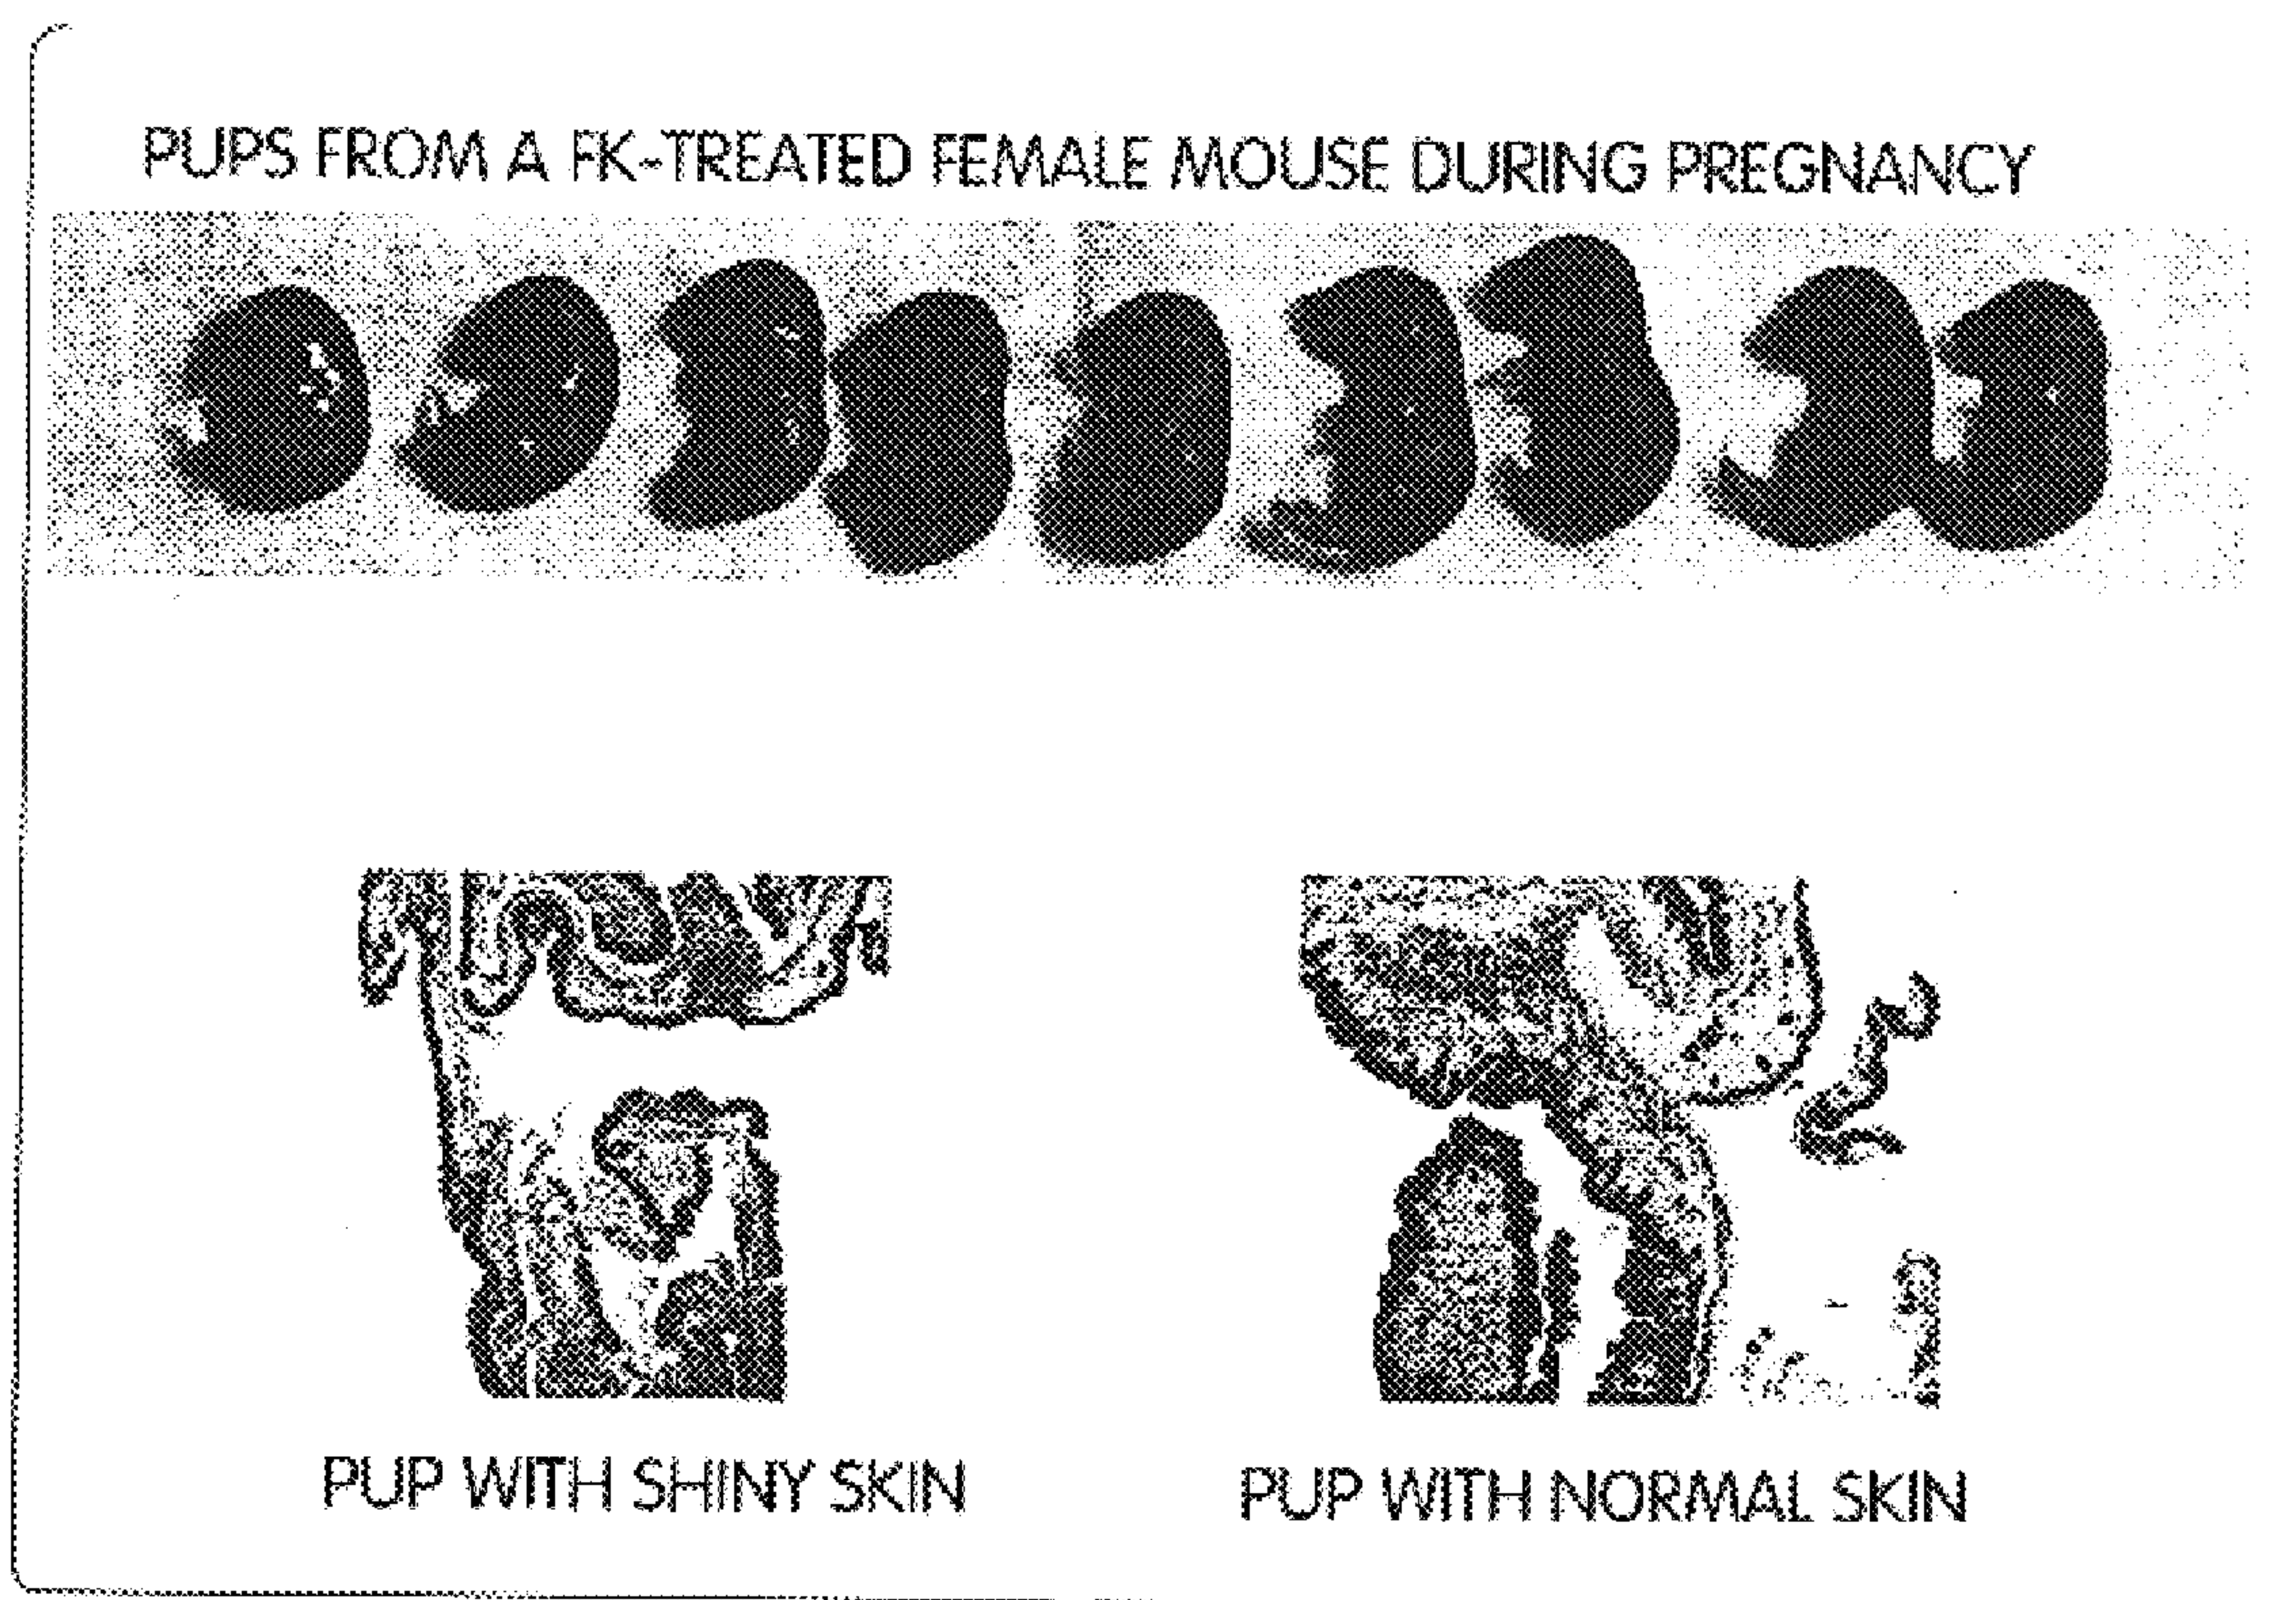 PUPS FROM A FK-TREATED FEMALE MOUSE DURING PREGNANCY
PUP WITH SHINY SKIN
PUP WITH NORMAL SKIN